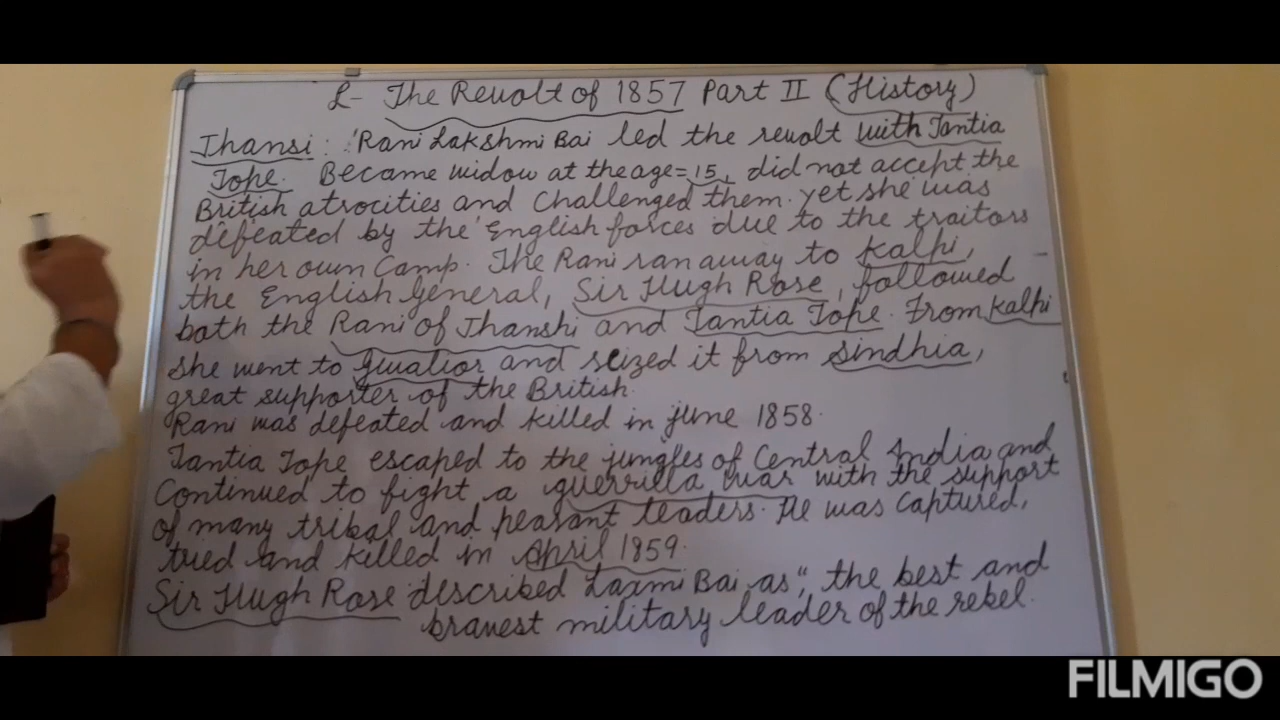 L- The Revolt of 1857 Part II (History)
Jhansi: 'Rani Lakshmi Bai led the revolt with Tantia
Tope. Became widow at the age=15, did not accept the
British atrocities and challenged them. yet she was
defeated by the English forces due to the traitors
in her own Camp. The Rani ran away to Kalhi,
the English General, Sir Hugh Rose, followed
both the Rani of Jhanshi and Tantia Tope. From Kalhi
she went to Gwalior and seized it from Sindhia,
great supporter of the British.
Rani was defeated and killed in june 1858.
Tantia Tope escaped to the jungles of Central India and
Continued to fight a guerrilla war with the support
of many tribal and peasant leaders. He was captured,
tried and killed in April 1859.
Sir Hugh Rose described Laxmi Bai as", the best and
bravest military leader of the rebel.
FILMIGO